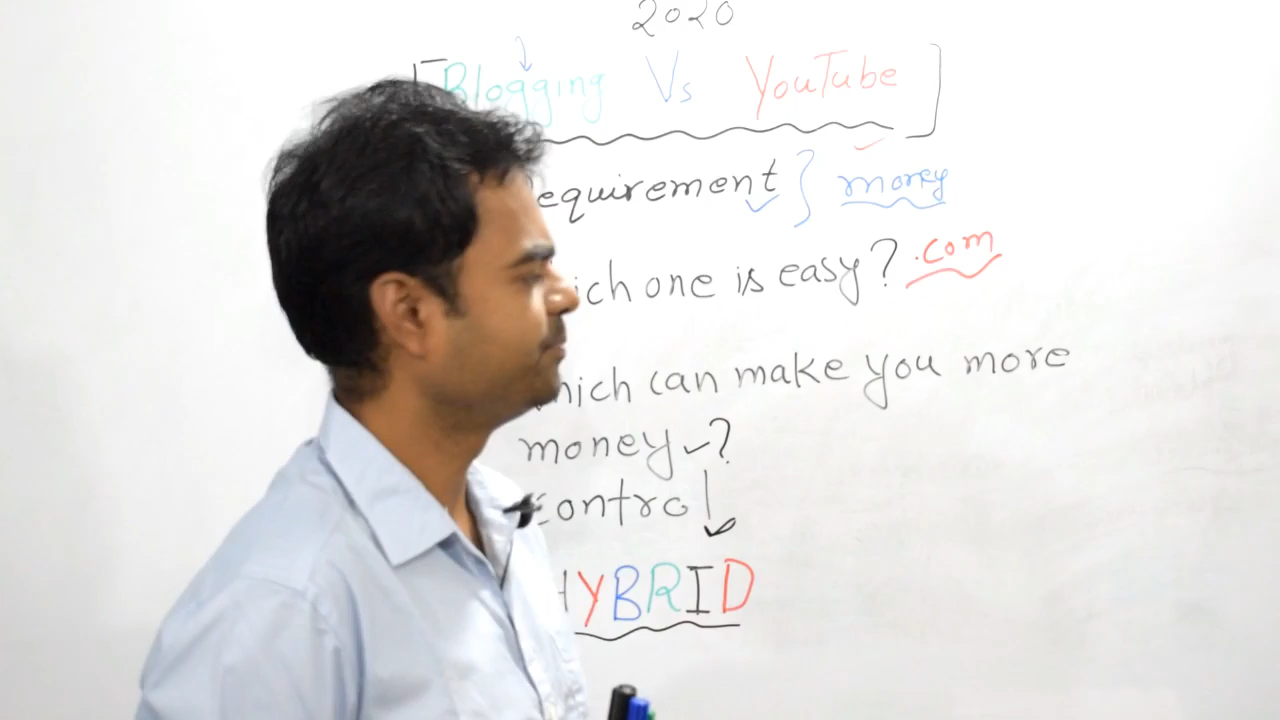 2020
Blogging Vs YouTube
equirement } money
ich one is easy? .com
hich can make you more
money ?
control
HYBRID